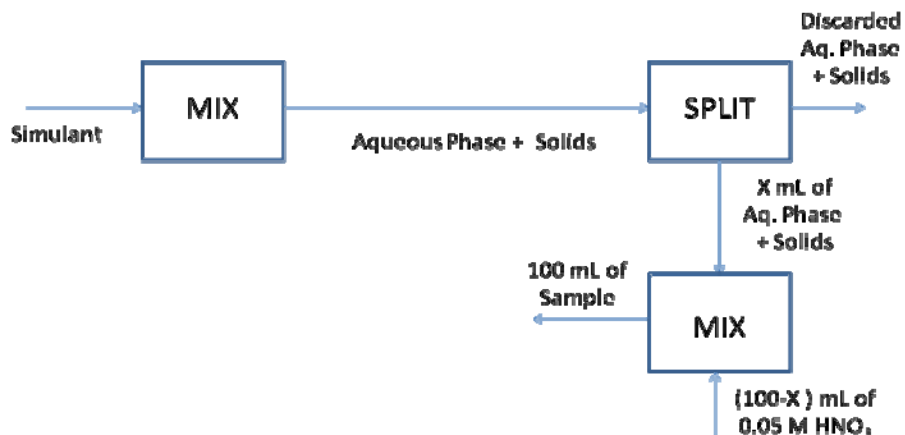 Simulant
MIX
Aqueous Phase + Solids
SPLIT
Discarded
Aq. Phase
+ Solids
X mL of
Aq. Phase
+ Solids
100 mL of
Sample
MIX
(100-X ) mL of
0.05 M HNO₃